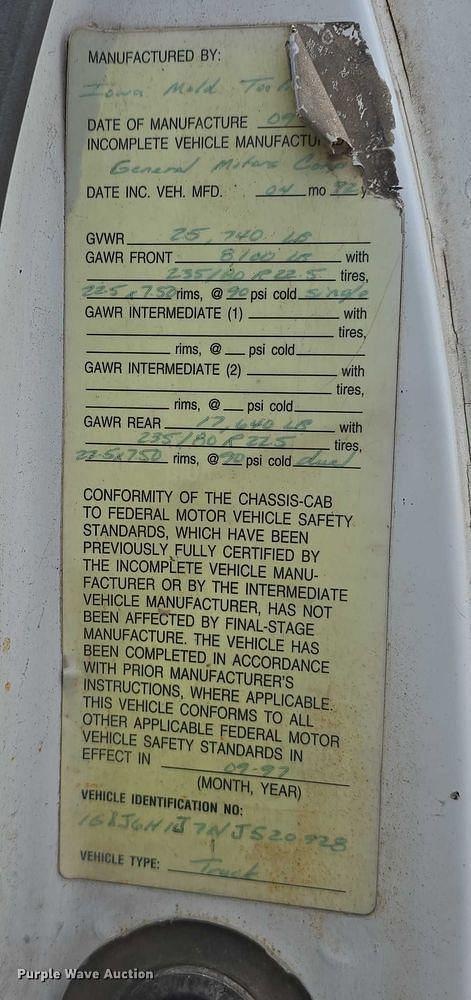 MANUFACTURED BY:
Iowa Mold
DATE OF MANUFACTURE 09
INCOMPLETE VEHICLE MANUFACTU
General Motors
DATE INC. VEH. MFD. 04 mo 92 y
GVWR 25,740 LB
GAWR FRONT 8100 LB with
235/80 R 22.5 tires,
22.5 x 7.50 rims, @ 90 psi cold single
GAWR INTERMEDIATE (1) with
tires,
rims, @ psi cold
GAWR INTERMEDIATE (2) with
tires,
rims, @ psi cold
GAWR REAR 17,640 LB with
235/80 R 22.5 tires,
22.5x7.50 rims, @ 90 psi cold dual
CONFORMITY OF THE CHASSIS-CAB
TO FEDERAL MOTOR VEHICLE SAFETY
STANDARDS, WHICH HAVE BEEN
PREVIOUSLY FULLY CERTIFIED BY
THE INCOMPLETE VEHICLE MANU-
FACTURER OR BY THE INTERMEDIATE
VEHICLE MANUFACTURER, HAS NOT
BEEN AFFECTED BY FINAL-STAGE
MANUFACTURE. THE VEHICLE HAS
BEEN COMPLETED IN ACCORDANCE
WITH PRIOR MANUFACTURER'S
INSTRUCTIONS, WHERE APPLICABLE.
THIS VEHICLE CONFORMS TO ALL
OTHER APPLICABLE FEDERAL MOTOR
VEHICLE SAFETY STANDARDS IN
EFFECT IN 09-92
(MONTH, YEAR)
VEHICLE IDENTIFICATION NO:
VEHICLE TYPE: Truck
Purple Wave Auction